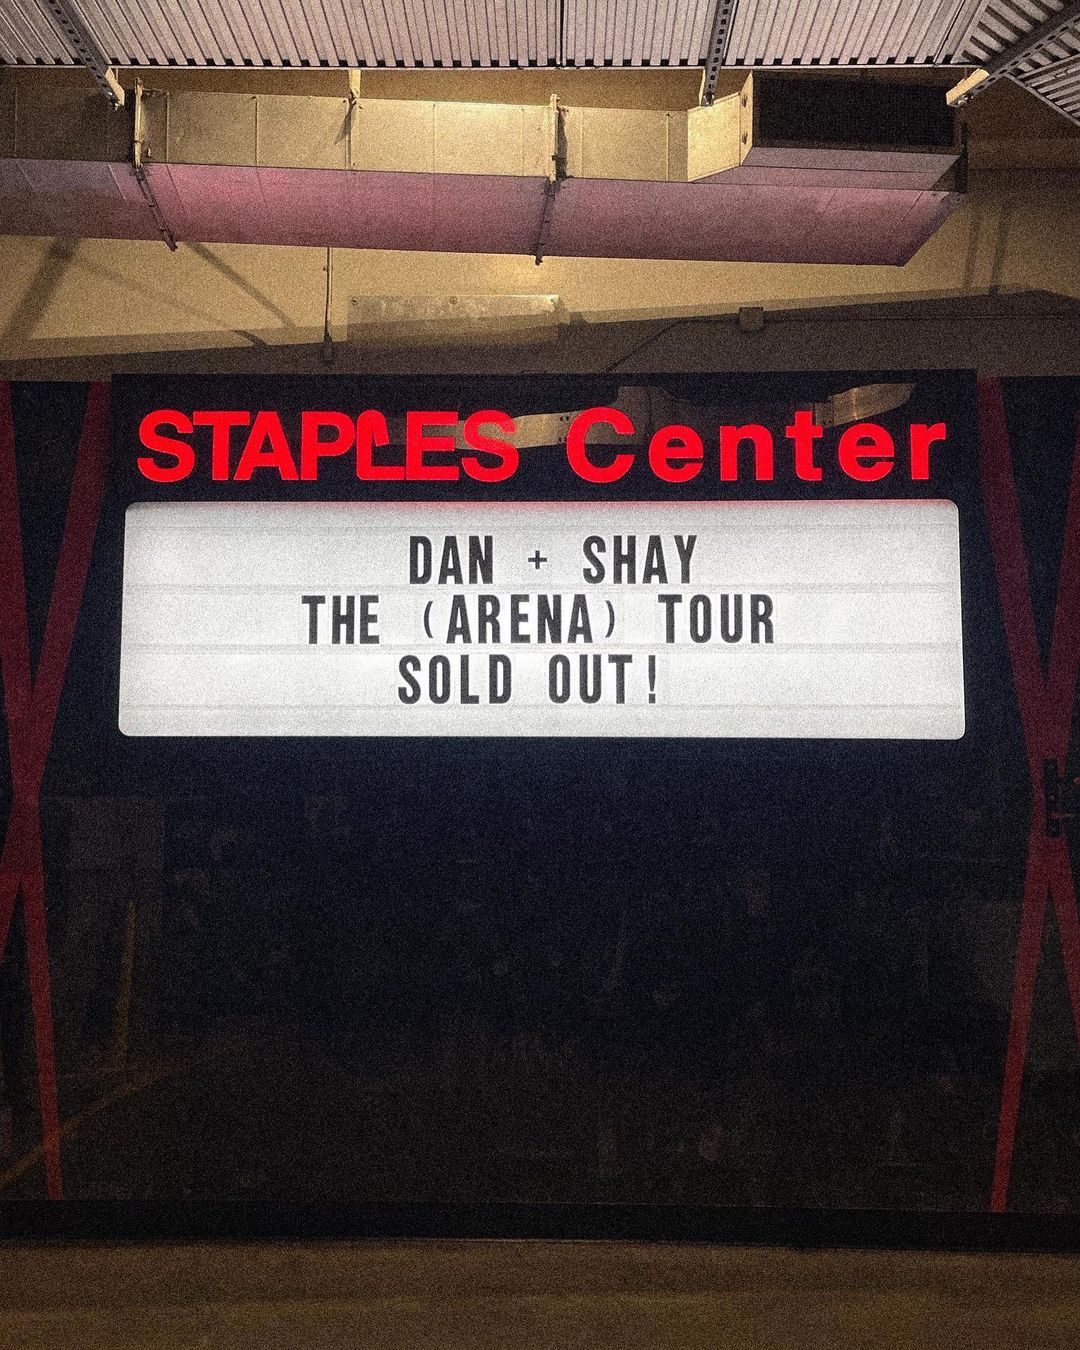 STAPLES Center
DAN + SHAY
THE (ARENA) TOUR
SOLD OUT!